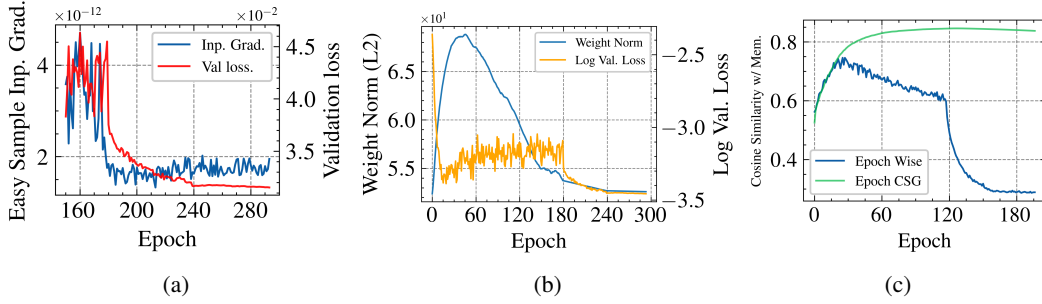 ×10⁻¹² ×10⁻²
Easy Sample Inp. Grad.
4
2
Inp. Grad.
Val loss.
4.5
4.0
3.5
Validation loss
160 200 240 280
Epoch
(a)
×10¹
Weight Norm (L2)
6.5
6.0
5.5
Weight Norm
Log Val. Loss
−2.5
−3.0
−3.5
Log Val. Loss
0 60 120 180 240 300
Epoch
(b)
Cosine Similarity w/ Mem.
0.8
0.6
0.4
Epoch Wise
Epoch CSG
0 60 120 180
Epoch
(c)